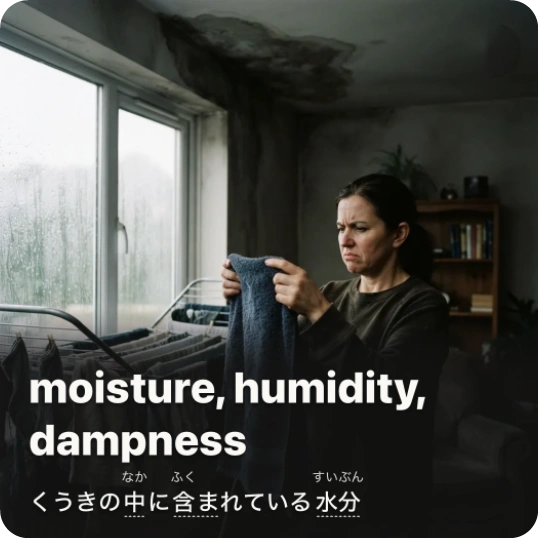 moisture, humidity,
dampness
なか ふく すいぶん
くうきの中に含まれている水分